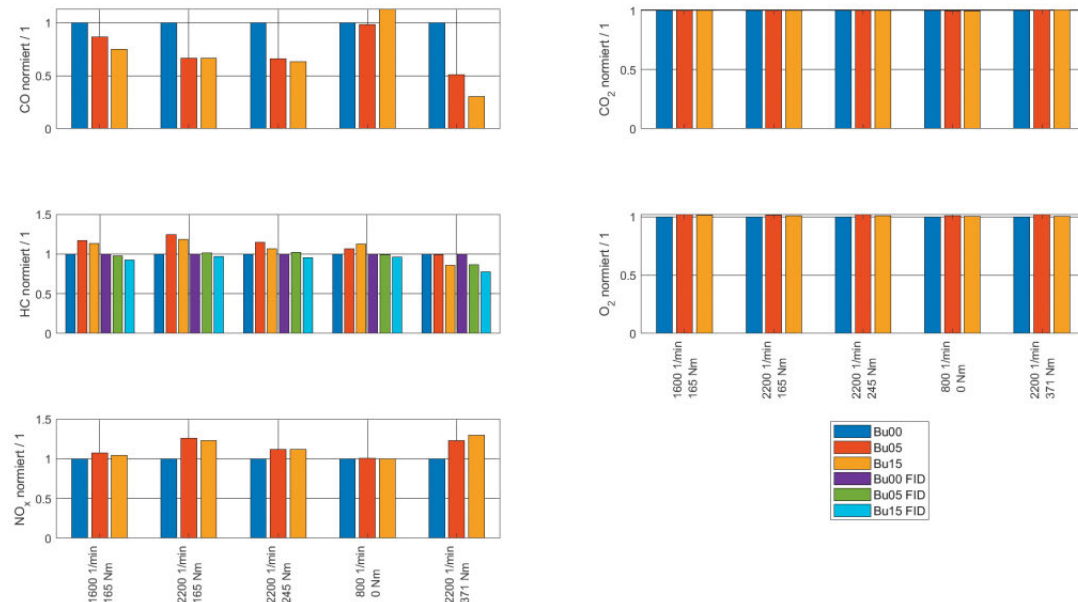 CO normiert / 1
1
0.5
0
CO2 normiert / 1
1
0.5
0
HC normiert / 1
1.5
1
0.5
0
O2 normiert / 1
1
0.5
0
1600 1/min
165 Nm
2200 1/min
165 Nm
2200 1/min
245 Nm
800 1/min
0 Nm
2200 1/min
371 Nm
NOx normiert / 1
1.5
1
0.5
0
1600 1/min
165 Nm
2200 1/min
165 Nm
2200 1/min
245 Nm
800 1/min
0 Nm
2200 1/min
371 Nm
Bu00
Bu05
Bu15
Bu00 FID
Bu05 FID
Bu15 FID